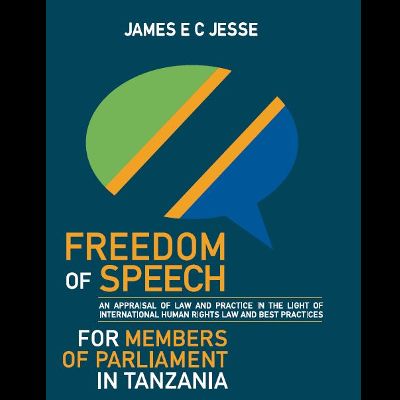 JAMES E C JESSE
FREEDOM
OF SPEECH
AN APPRAISAL OF LAW AND PRACTICE IN THE LIGHT OF
INTERNATIONAL HUMAN RIGHTS LAW AND BEST PRACTICES
FOR MEMBERS
OF PARLIAMENT
IN TANZANIA